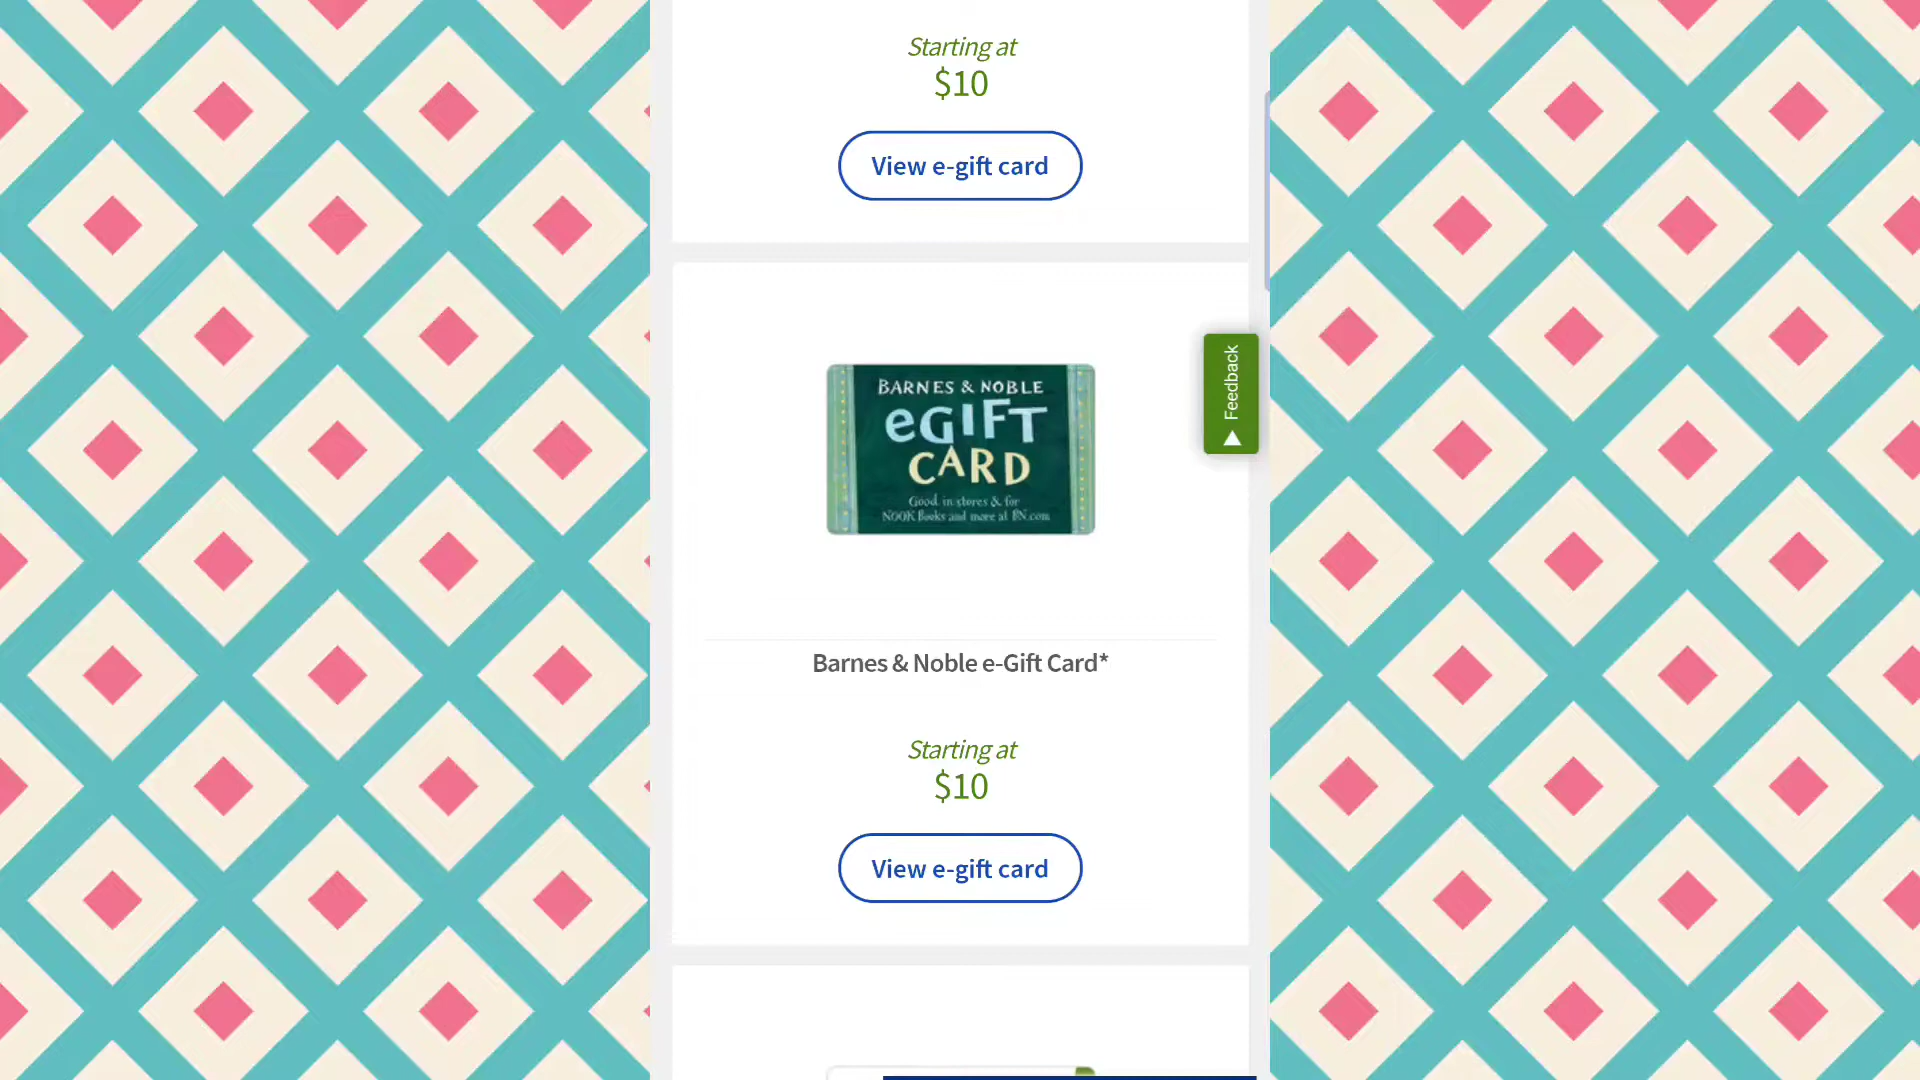 Starting at
$10
View e-gift card
Feedback
BARNES & NOBLE
eGIFT
CARD
Good in stores & for
NOOK Books and more at BN.com
Barnes & Noble e-Gift Card*
Starting at
$10
View e-gift card